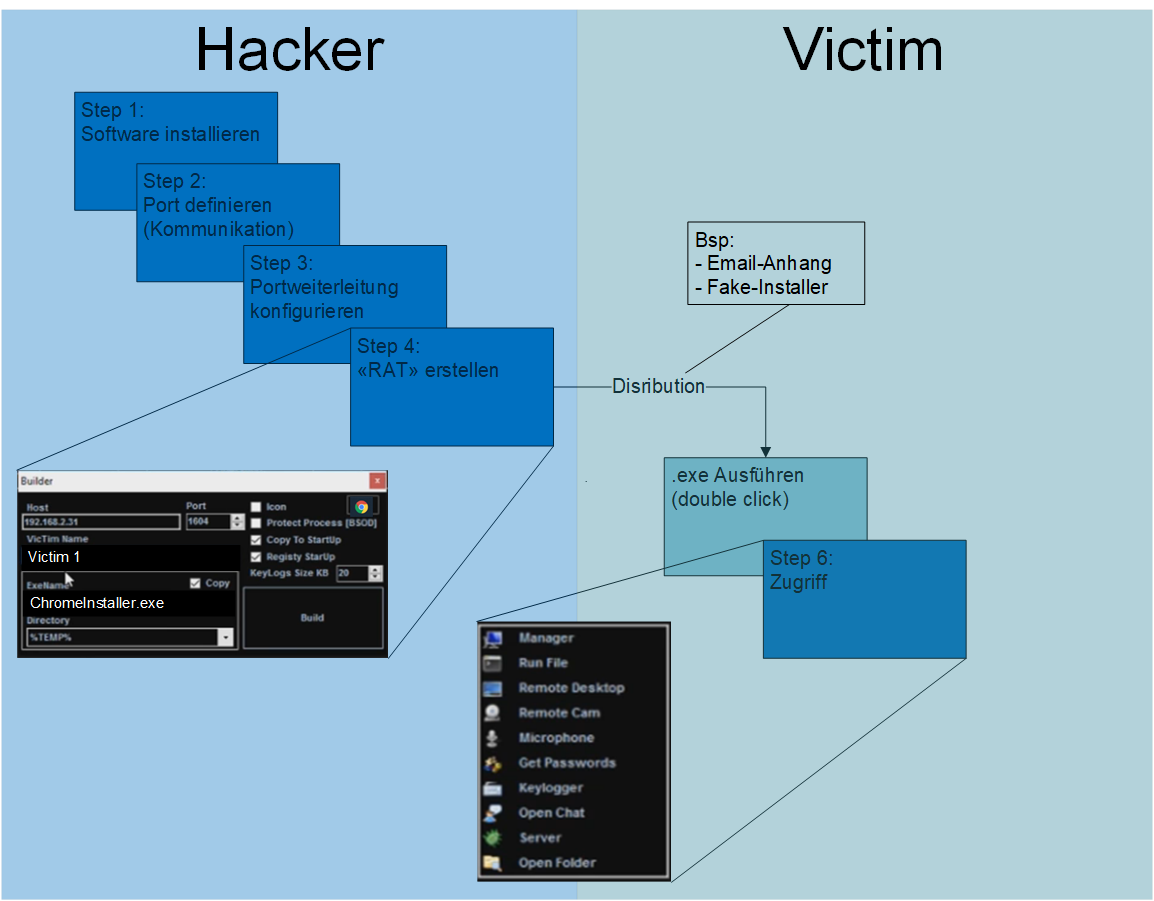 Hacker
Victim
Step 1:
Software installieren
Step 2:
Port definieren
(Kommunikation)
Step 3:
Portweiterleitung
konfigurieren
Step 4:
«RAT» erstellen
Bsp:
- Email-Anhang
- Fake-Installer
Disribution
.exe Ausführen
(double click)
Step 6:
Zugriff
Builder
x
Host
Port
192.168.2.31
1604
VicTim Name
Victim 1
ExeName
Copy
ChromeInstaller.exe
Directory
%TEMP%
Icon
Protect Process [BSOD]
Copy To StartUp
Registy StartUp
KeyLogs Size KB
20
Build
Manager
Run File
Remote Desktop
Remote Cam
Microphone
Get Passwords
Keylogger
Open Chat
Server
Open Folder